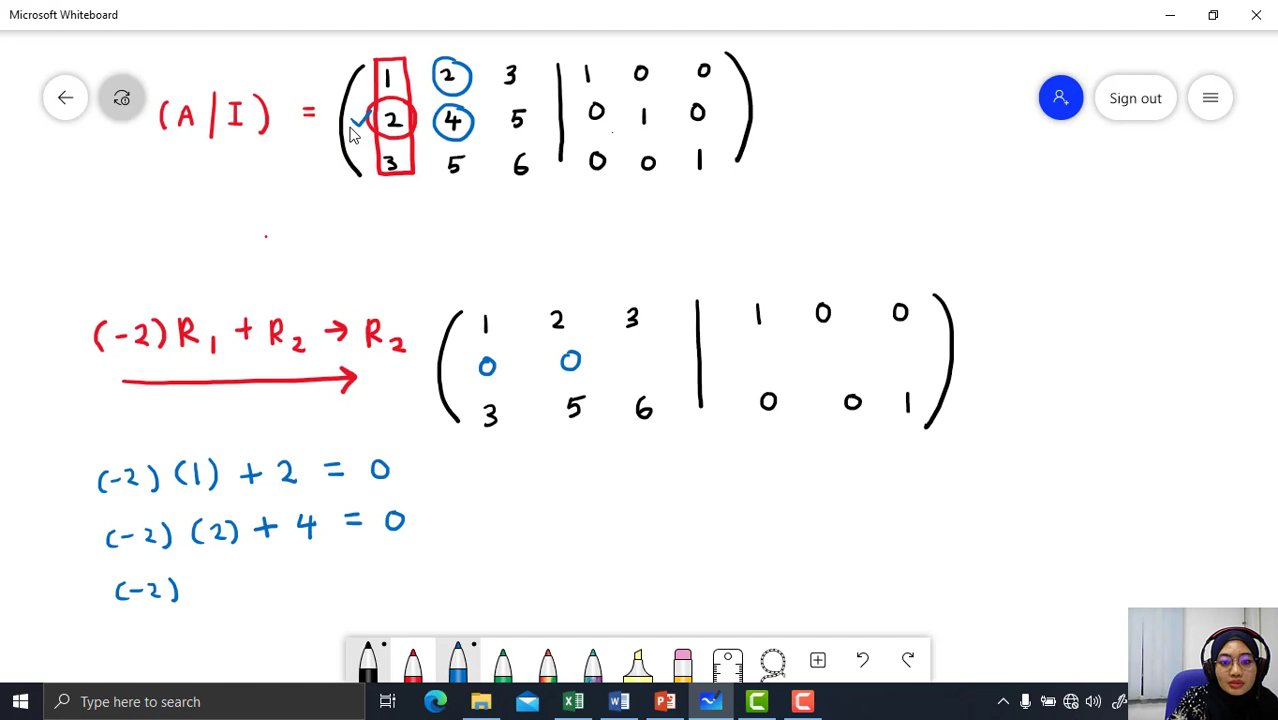 Microsoft Whiteboard
Sign out
1 2 3 | 1 0 0
(A|I) = ( 2 4 5 | 0 1 0 )
3 5 6 | 0 0 1
1 2 3 | 1 0 0
(-2)R₁ + R₂ → R₂ ( 0 0 | )
3 5 6 | 0 0 1
(-2) (1) + 2 = 0
(-2) (2) + 4 = 0
(-2)
Type here to search